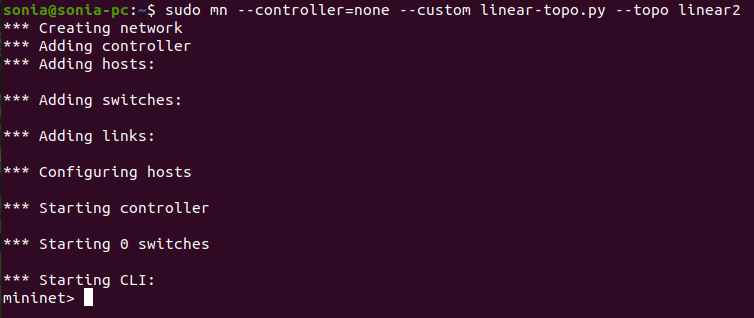 sonia@sonia-pc:~$ sudo mn --controller=none --custom linear-topo.py --topo linear2
*** Creating network
*** Adding controller
*** Adding hosts:
*** Adding switches:
*** Adding links:
*** Configuring hosts
*** Starting controller
*** Starting 0 switches
*** Starting CLI:
mininet>